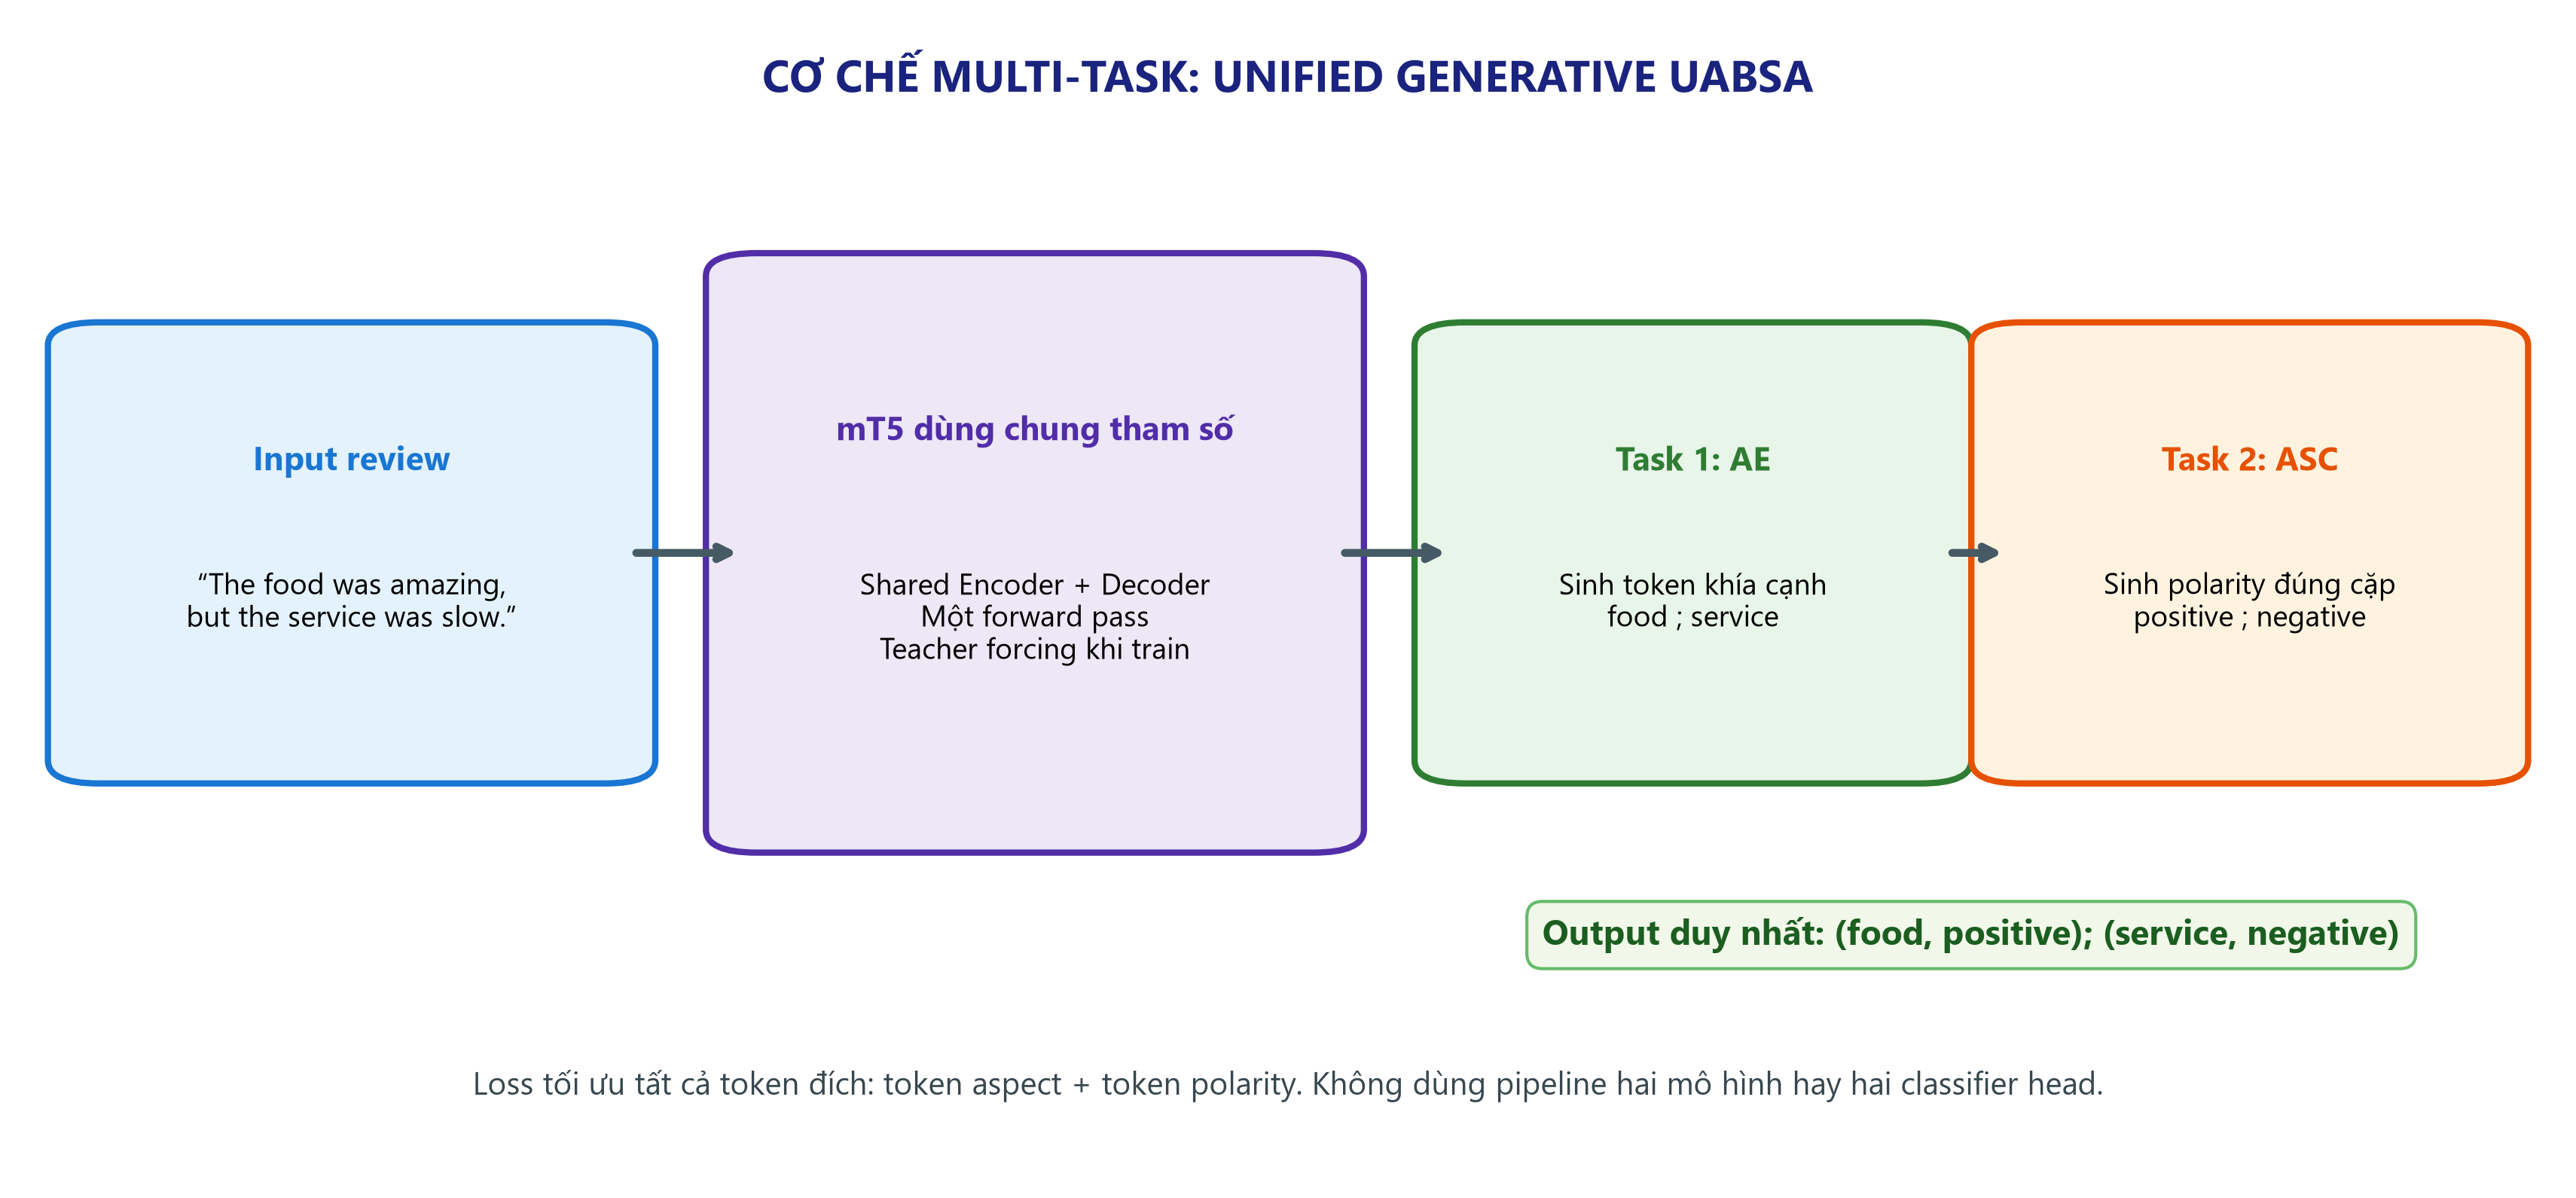 CƠ CHẾ MULTI-TASK: UNIFIED GENERATIVE UABSA
Input review
“The food was amazing,
but the service was slow.”
mT5 dùng chung tham số
Shared Encoder + Decoder
Một forward pass
Teacher forcing khi train
Task 1: AE
Sinh token khía cạnh
food ; service
Task 2: ASC
Sinh polarity đúng cặp
positive ; negative
Output duy nhất: (food, positive); (service, negative)
Loss tối ưu tất cả token đích: token aspect + token polarity. Không dùng pipeline hai mô hình hay hai classifier head.